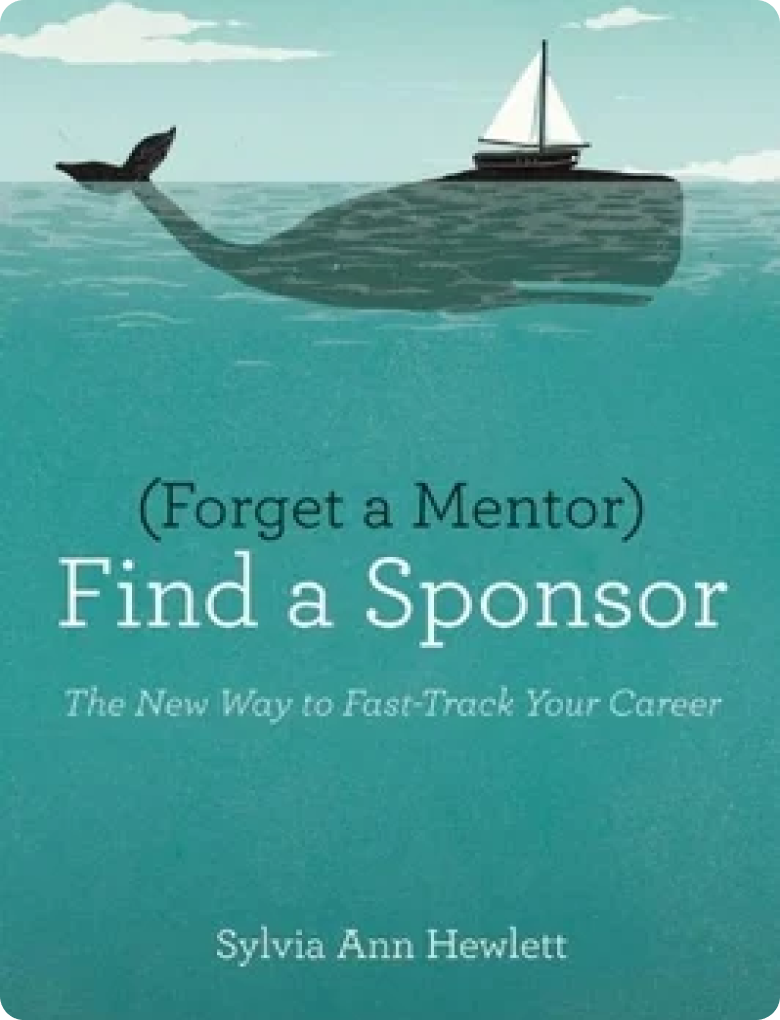 (Forget a Mentor)
Find a Sponsor
The New Way to Fast-Track Your Career
Sylvia Ann Hewlett